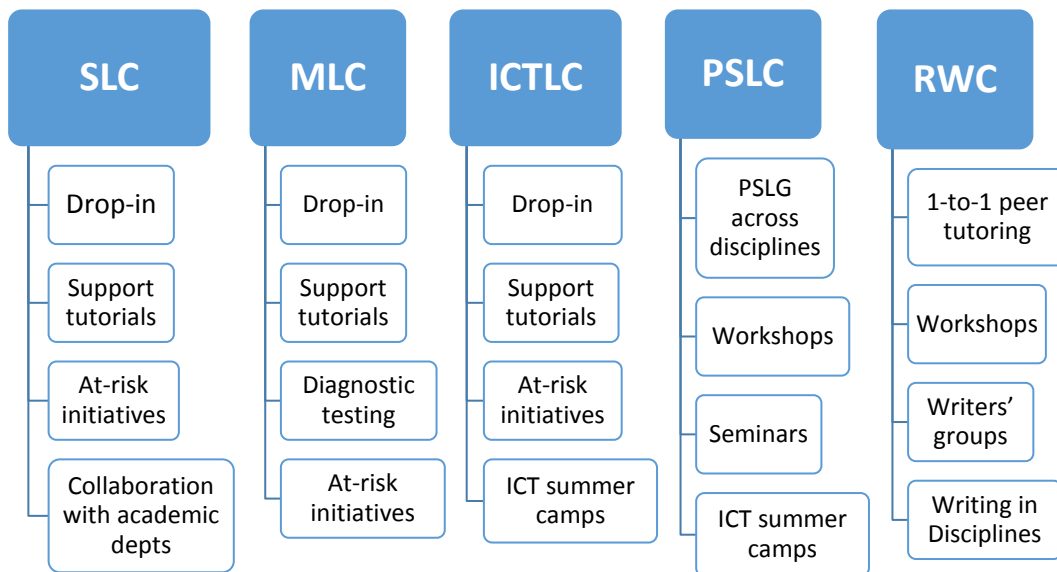 SLC
Drop-in
Support
tutorials
At-risk
initiatives
Collaboration
with academic
depts
MLC
Drop-in
Support
tutorials
Diagnostic
testing
At-risk
initiatives
ICTLC
Drop-in
Support
tutorials
At-risk
initiatives
ICT summer
camps
PSLC
PSLG
across
disciplines
Workshops
Seminars
ICT summer
camps
RWC
1-to-1 peer
tutoring
Workshops
Writers’
groups
Writing in
Disciplines